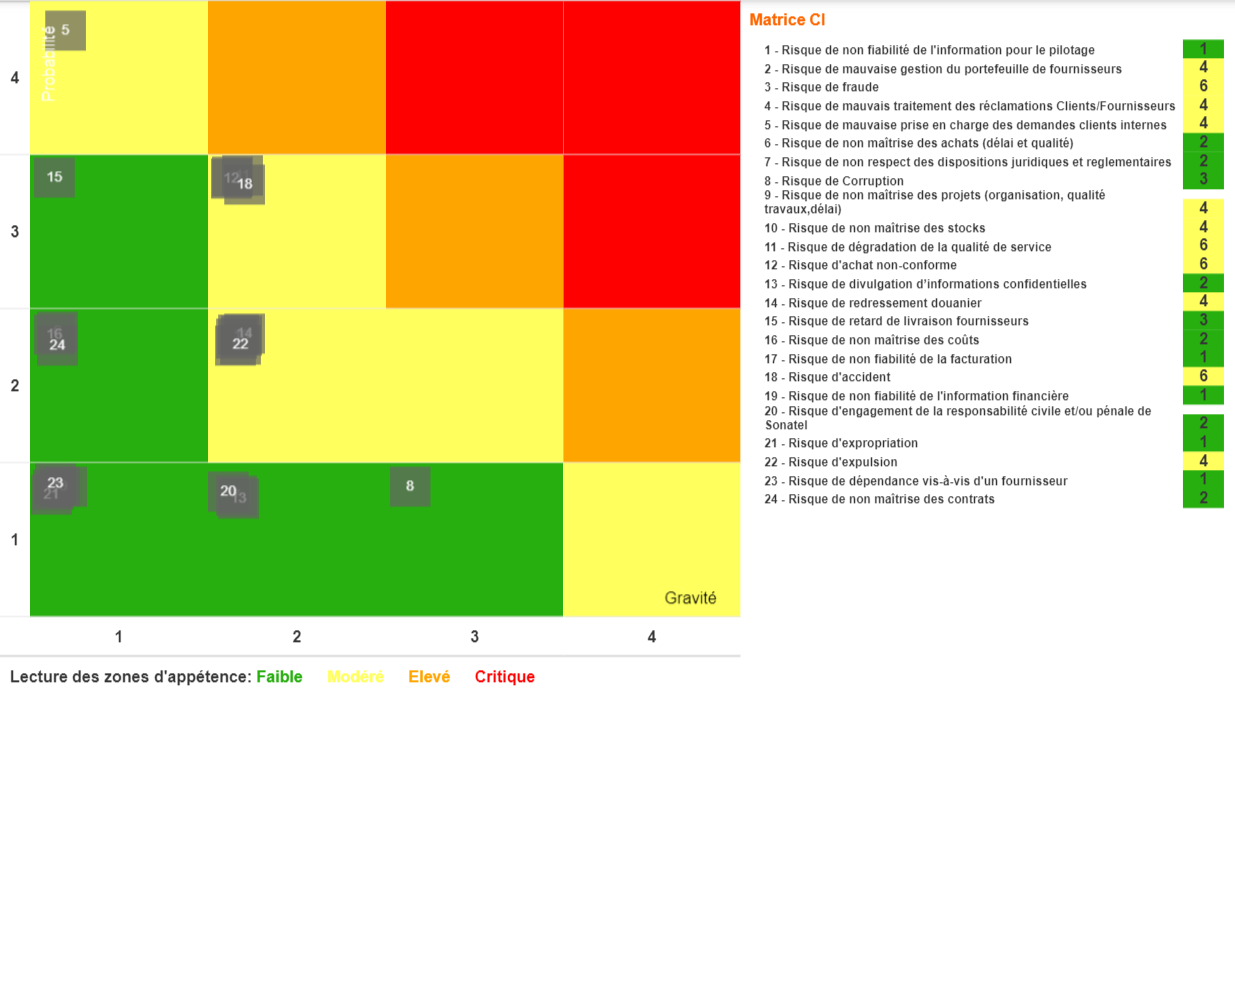 5
Probabilité
4
15
12
18
3
16
24
14
22
2
23
21
20
13
8
1
Gravité
1 2 3 4
Lecture des zones d'appétence: Faible Modéré Elevé Critique
Matrice CI
1 - Risque de non fiabilité de l'information pour le pilotage 1
2 - Risque de mauvaise gestion du portefeuille de fournisseurs 4
3 - Risque de fraude 6
4 - Risque de mauvais traitement des réclamations Clients/Fournisseurs 4
5 - Risque de mauvaise prise en charge des demandes clients internes 4
6 - Risque de non maîtrise des achats (délai et qualité) 2
7 - Risque de non respect des dispositions juridiques et reglementaires 2
8 - Risque de Corruption 3
9 - Risque de non maîtrise des projets (organisation, qualité
travaux,délai) 4
10 - Risque de non maîtrise des stocks 4
11 - Risque de dégradation de la qualité de service 6
12 - Risque d'achat non-conforme 6
13 - Risque de divulgation d'informations confidentielles 2
14 - Risque de redressement douanier 4
15 - Risque de retard de livraison fournisseurs 3
16 - Risque de non maîtrise des coûts 2
17 - Risque de non fiabilité de la facturation 1
18 - Risque d'accident 6
19 - Risque de non fiabilité de l'information financière 1
20 - Risque d'engagement de la responsabilité civile et/ou pénale de
Sonatel 2
21 - Risque d'expropriation 1
22 - Risque d'expulsion 4
23 - Risque de dépendance vis-à-vis d'un fournisseur 1
24 - Risque de non maîtrise des contrats 2